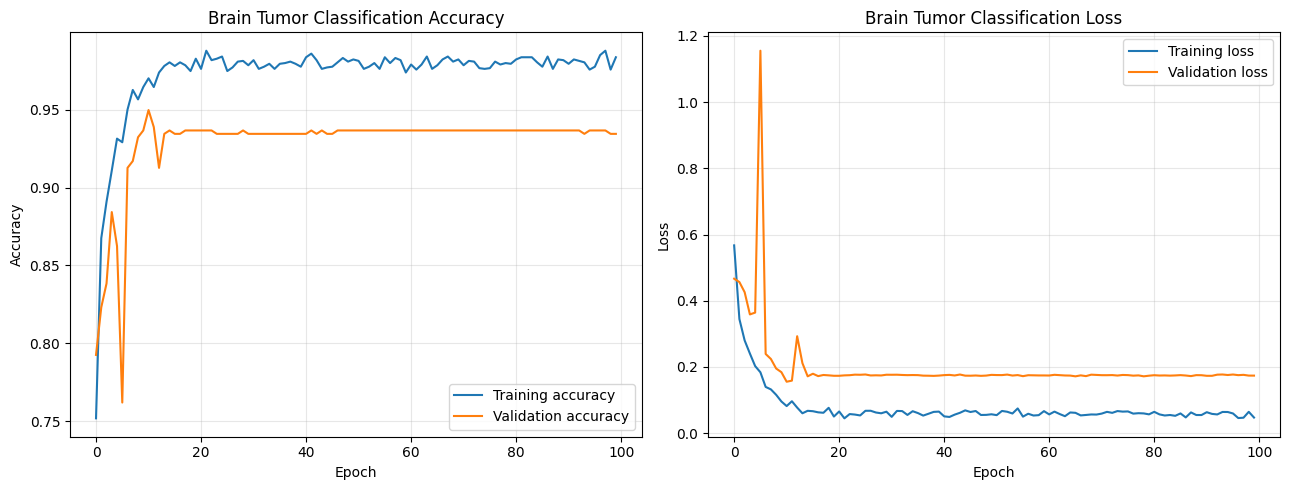 Brain Tumor Classification Accuracy
Accuracy
0.95
0.90
0.85
0.80
0.75
0
20
40
60
80
100
Epoch
Training accuracy
Validation accuracy
Brain Tumor Classification Loss
Loss
1.2
1.0
0.8
0.6
0.4
0.2
0.0
0
20
40
60
80
100
Epoch
Training loss
Validation loss